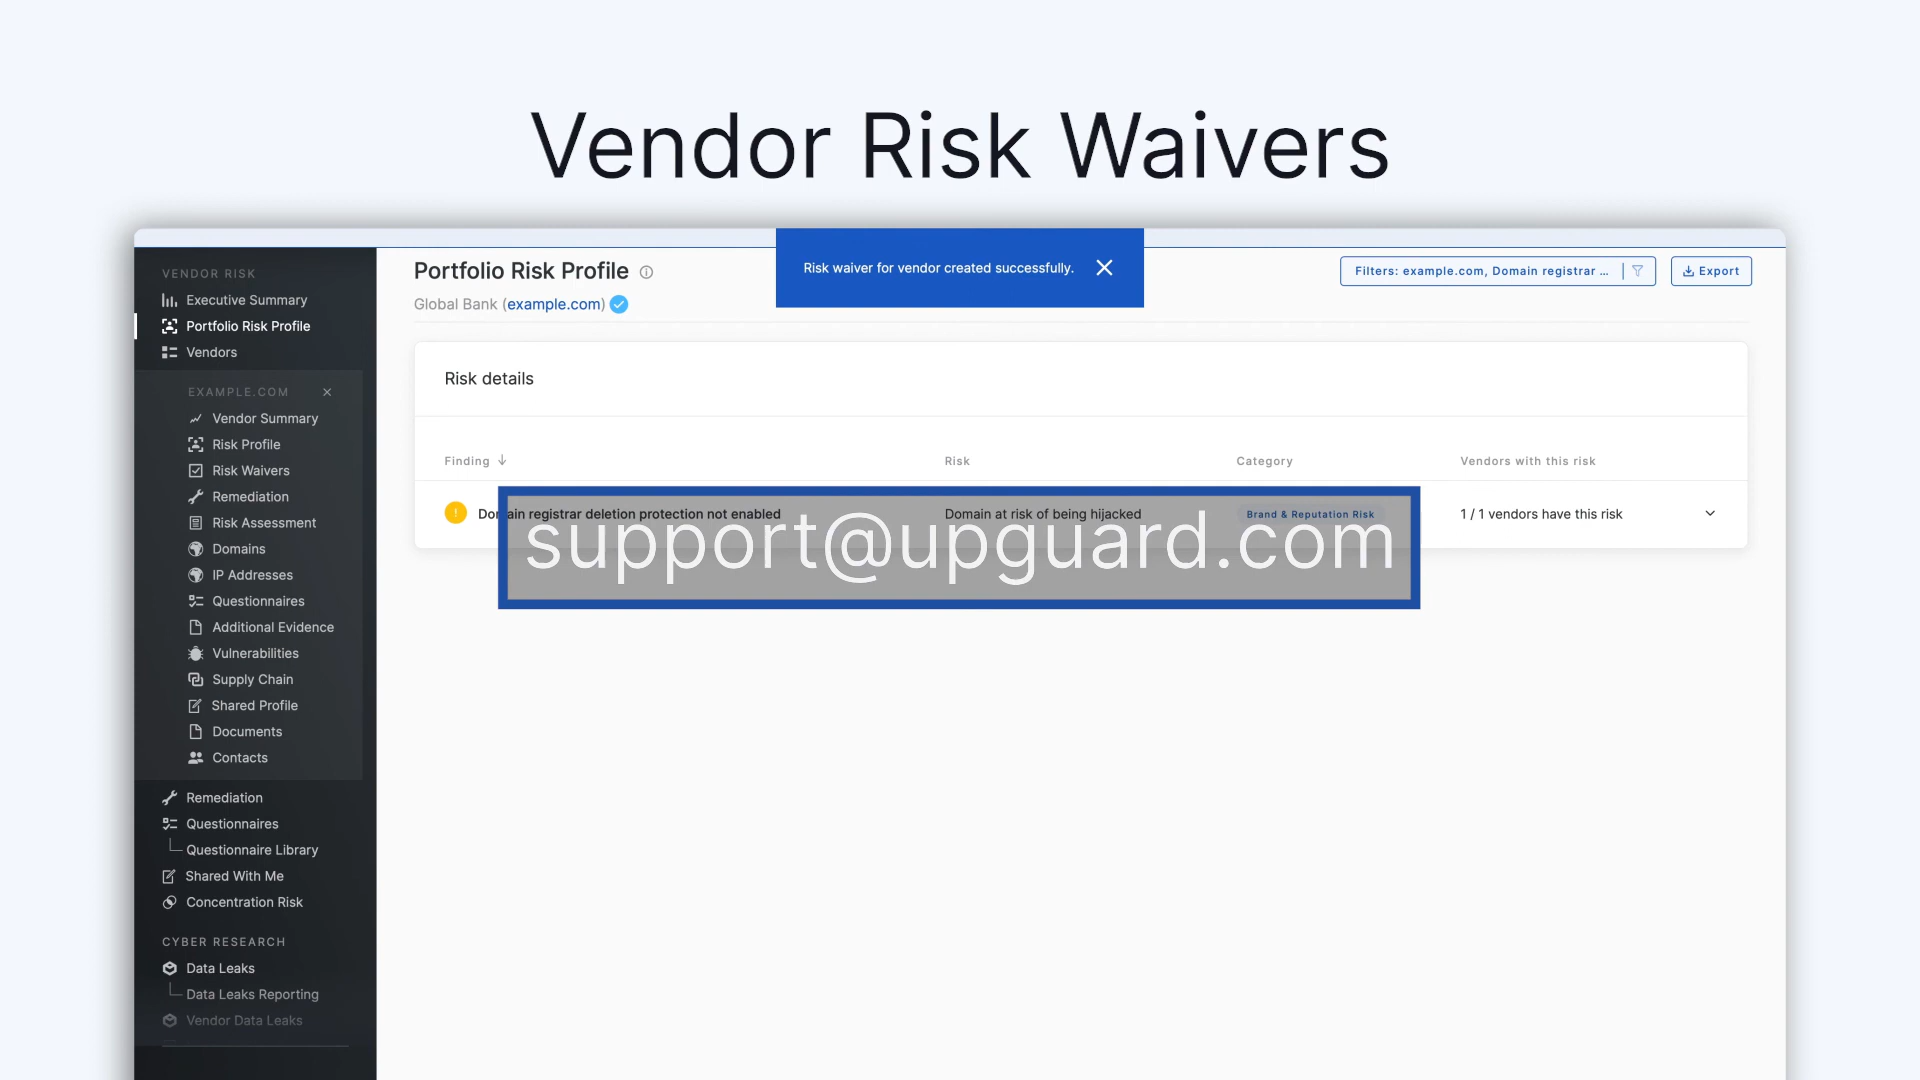 Vendor Risk Waivers
Risk waiver for vendor created successfully.
VENDOR RISK
Executive Summary
Portfolio Risk Profile
Vendors
EXAMPLE.COM
Vendor Summary
Risk Profile
Risk Waivers
Remediation
Risk Assessment
Domains
IP Addresses
Questionnaires
Additional Evidence
Vulnerabilities
Supply Chain
Shared Profile
Documents
Contacts
Remediation
Questionnaires
Questionnaire Library
Shared With Me
Concentration Risk
CYBER RESEARCH
Data Leaks
Data Leaks Reporting
Vendor Data Leaks
Portfolio Risk Profile
Global Bank (example.com)
Filters: example.com, Domain registrar ...
Export
Risk details
Finding Risk Category Vendors with this risk
Domain registrar deletion protection not enabled Domain at risk of being hijacked Brand & Reputation Risk 1 / 1 vendors have this risk
support@upguard.com